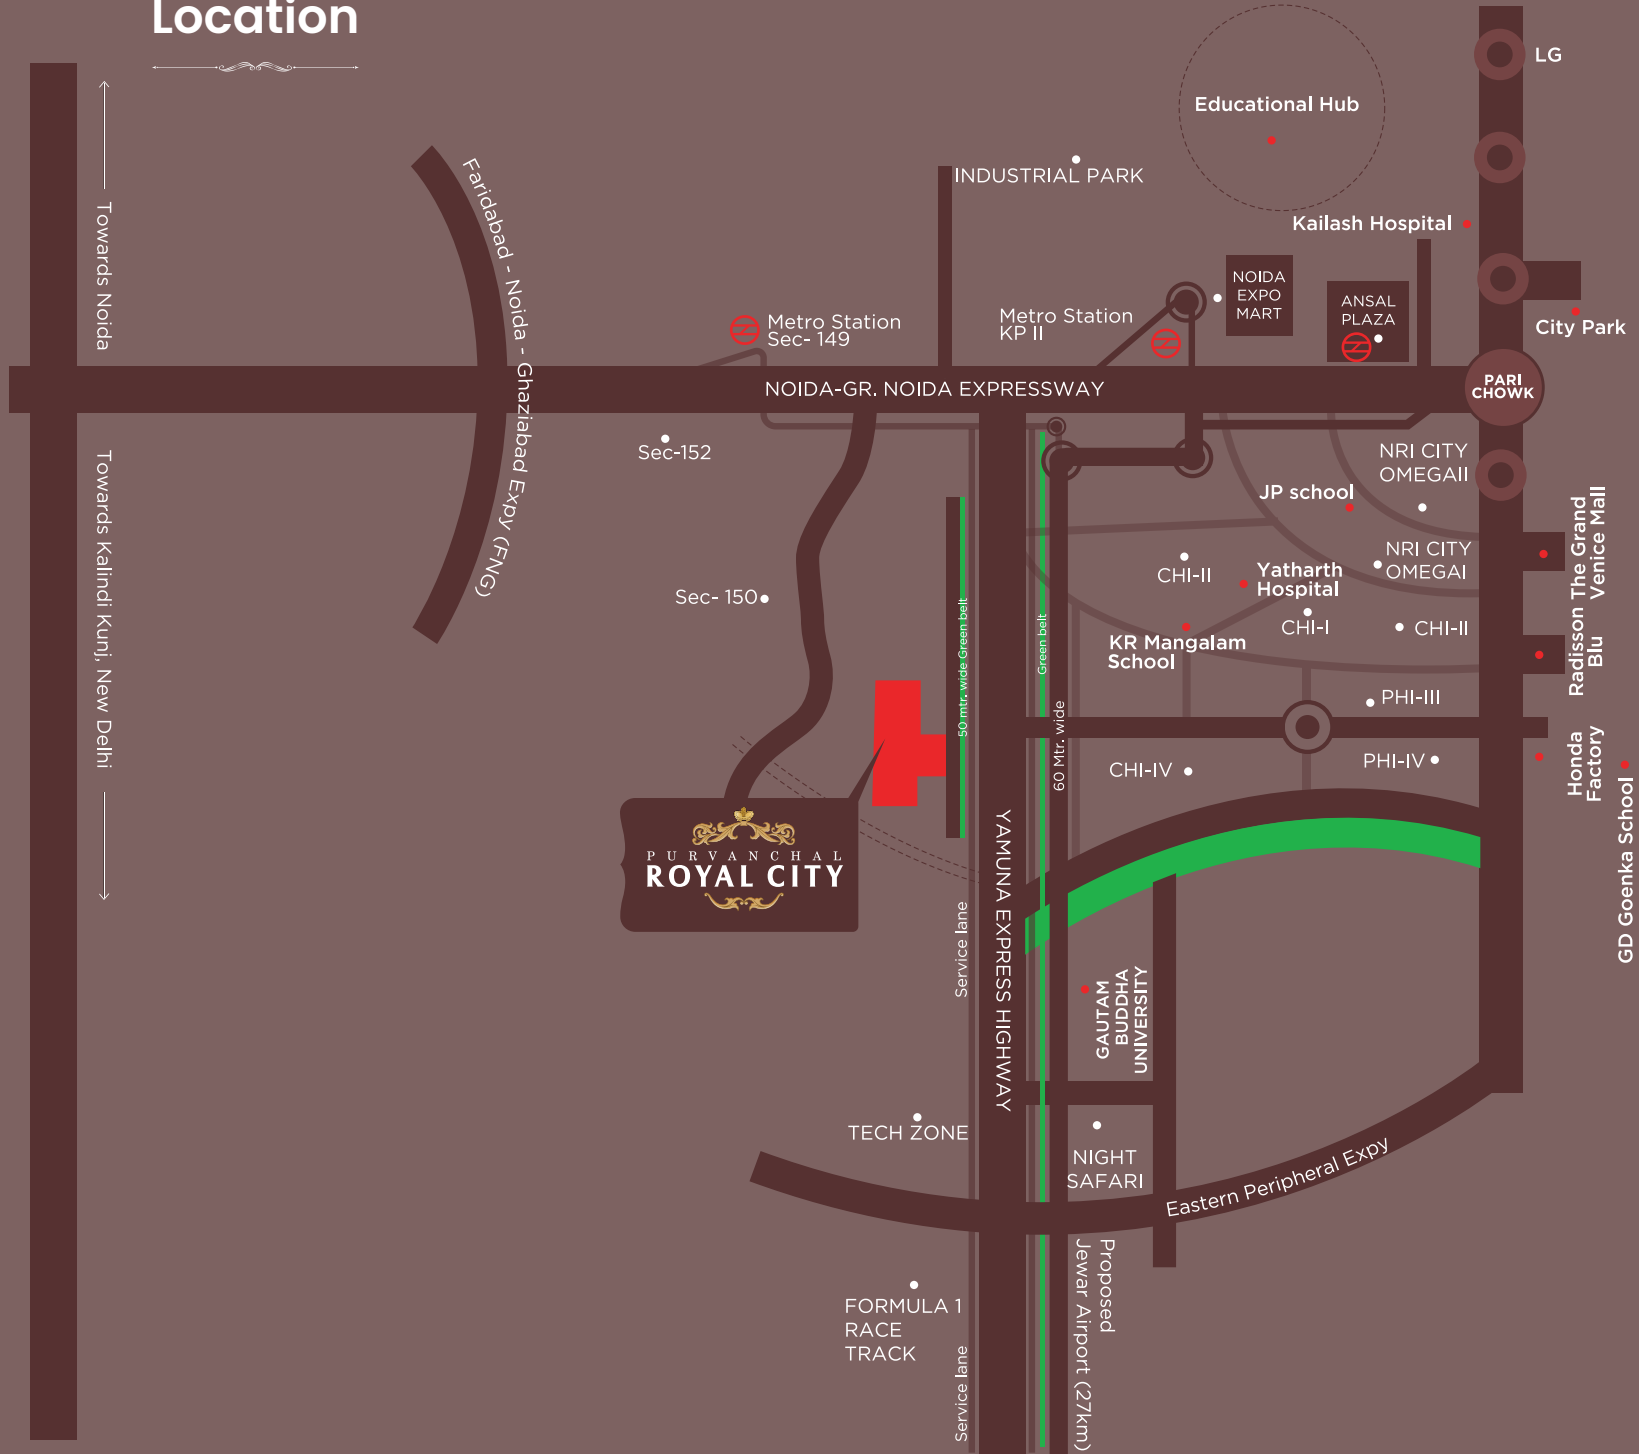 Location
LG
Educational Hub
INDUSTRIAL PARK
Kailash Hospital
NOIDA
EXPO
MART
ANSAL
PLAZA
City Park
Metro Station
KP II
Metro Station
Sec- 149
Towards Noida
Faridabad - Noida - Ghaziabad Expy (FNG)
NOIDA-GR. NOIDA EXPRESSWAY
PARI
CHOWK
Sec-152
Towards Kalindi Kunj, New Delhi
NRI CITY
OMEGAII
JP school
The Grand
Venice Mall
NRI CITY
OMEGAI
CHI-II
Yatharth
Hospital
Sec- 150
CHI-I
CHI-II
KR Mangalam
School
Radisson
Blu
50 mtr. wide Green belt
Green belt
60 Mtr. wide
PHI-III
CHI-IV
PHI-IV
Honda
Factory
GD Goenka School
PURVANCHAL
ROYAL CITY
YAMUNA EXPRESS HIGHWAY
Service lane
GAUTAM
BUDDHA
UNIVERSITY
TECH ZONE
NIGHT
SAFARI
Eastern Peripheral Expy
Proposed
Jewar Airport (27km)
FORMULA 1
RACE
TRACK
Service lane